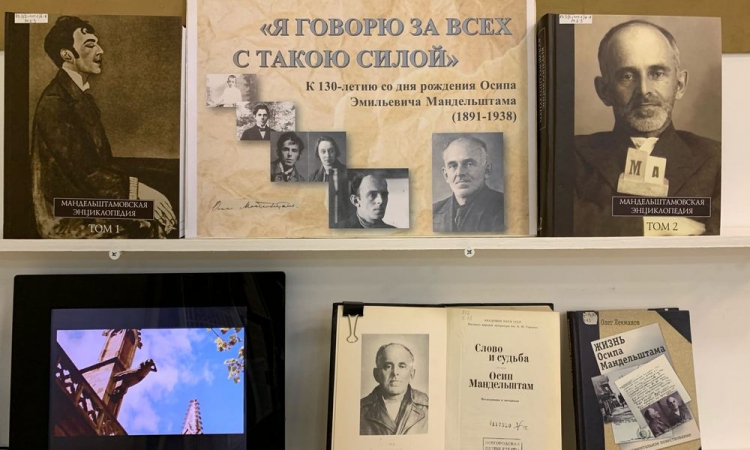 «Я ГОВОРЮ ЗА ВСЕХ
С ТАКОЮ СИЛОЙ»
К 130-летию со дня рождения Осипа
Эмильевича Мандельштама
(1891-1938)
МАНДЕЛЬШТАМОВСКАЯ
ЭНЦИКЛОПЕДИЯ
ТОМ 1
М А
МАНДЕЛЬШТАМОВСКАЯ
ЭНЦИКЛОПЕДИЯ
ТОМ 2
Слово
и судьба
Осип
Мандельштам
Олег Лекманов
ЖИЗНЬ
Осипа
Мандельштама